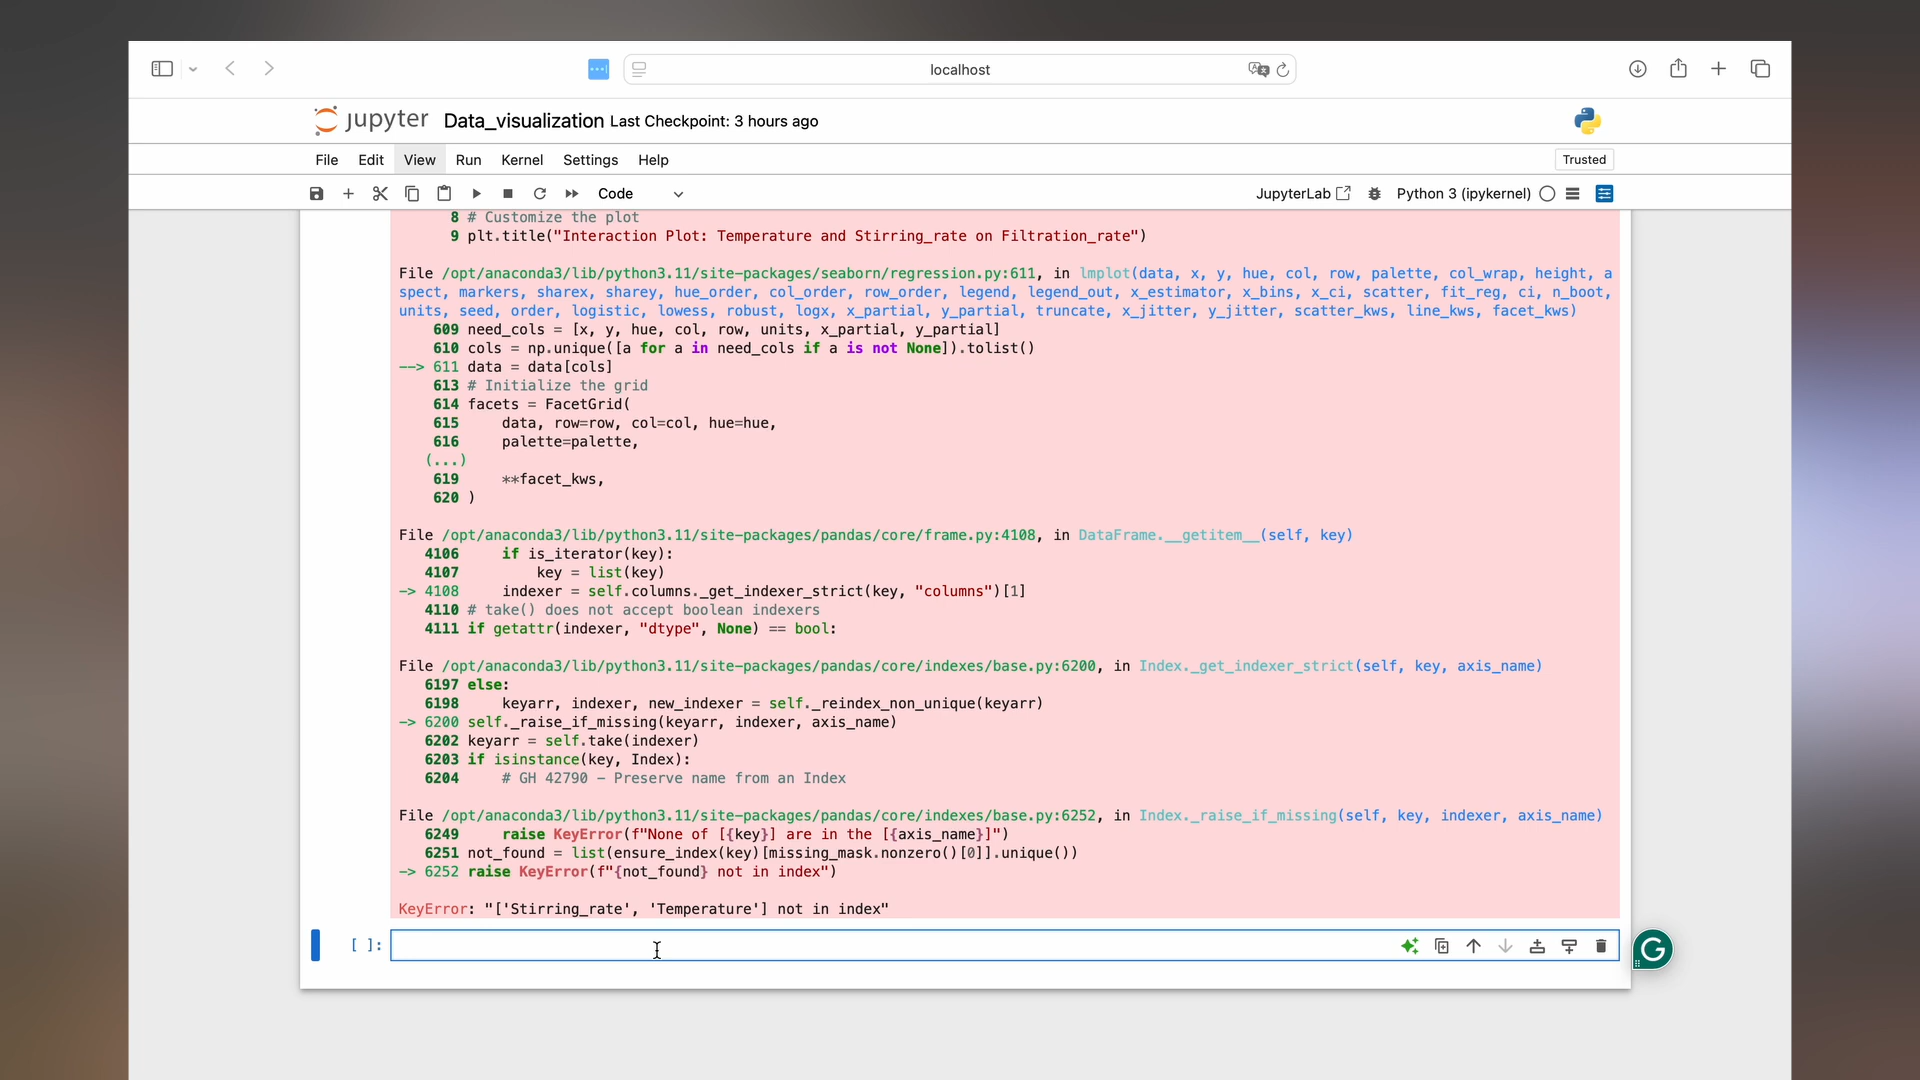 localhost
jupyter Data_visualization Last Checkpoint: 3 hours ago
File Edit View Run Kernel Settings Help
Trusted
Code
JupyterLab
Python 3 (ipykernel)
8 # Customize the plot
9 plt.title("Interaction Plot: Temperature and Stirring_rate on Filtration_rate")
File /opt/anaconda3/lib/python3.11/site-packages/seaborn/regression.py:611, in lmplot(data, x, y, hue, col, row, palette, col_wrap, height, a
spect, markers, sharex, sharey, hue_order, col_order, row_order, legend, legend_out, x_estimator, x_bins, x_ci, scatter, fit_reg, ci, n_boot,
units, seed, order, logistic, lowess, robust, logx, x_partial, y_partial, truncate, x_jitter, y_jitter, scatter_kws, line_kws, facet_kws)
609 need_cols = [x, y, hue, col, row, units, x_partial, y_partial]
610 cols = np.unique([a for a in need_cols if a is not None]).tolist()
--> 611 data = data[cols]
613 # Initialize the grid
614 facets = FacetGrid(
615     data, row=row, col=col, hue=hue,
616     palette=palette,
(...)
619     **facet_kws,
620 )
File /opt/anaconda3/lib/python3.11/site-packages/pandas/core/frame.py:4108, in DataFrame.__getitem__(self, key)
4106     if is_iterator(key):
4107         key = list(key)
-> 4108     indexer = self.columns._get_indexer_strict(key, "columns")[1]
4110 # take() does not accept boolean indexers
4111 if getattr(indexer, "dtype", None) == bool:
File /opt/anaconda3/lib/python3.11/site-packages/pandas/core/indexes/base.py:6200, in Index._get_indexer_strict(self, key, axis_name)
6197 else:
6198     keyarr, indexer, new_indexer = self._reindex_non_unique(keyarr)
-> 6200 self._raise_if_missing(keyarr, indexer, axis_name)
6202 keyarr = self.take(indexer)
6203 if isinstance(key, Index):
6204     # GH 42790 - Preserve name from an Index
File /opt/anaconda3/lib/python3.11/site-packages/pandas/core/indexes/base.py:6252, in Index._raise_if_missing(self, key, indexer, axis_name)
6249     raise KeyError(f"None of [{key}] are in the [{axis_name}]")
6251 not_found = list(ensure_index(key)[missing_mask.nonzero()[0]].unique())
-> 6252 raise KeyError(f"{not_found} not in index")
KeyError: "['Stirring_rate', 'Temperature'] not in index"
[ ]:
G